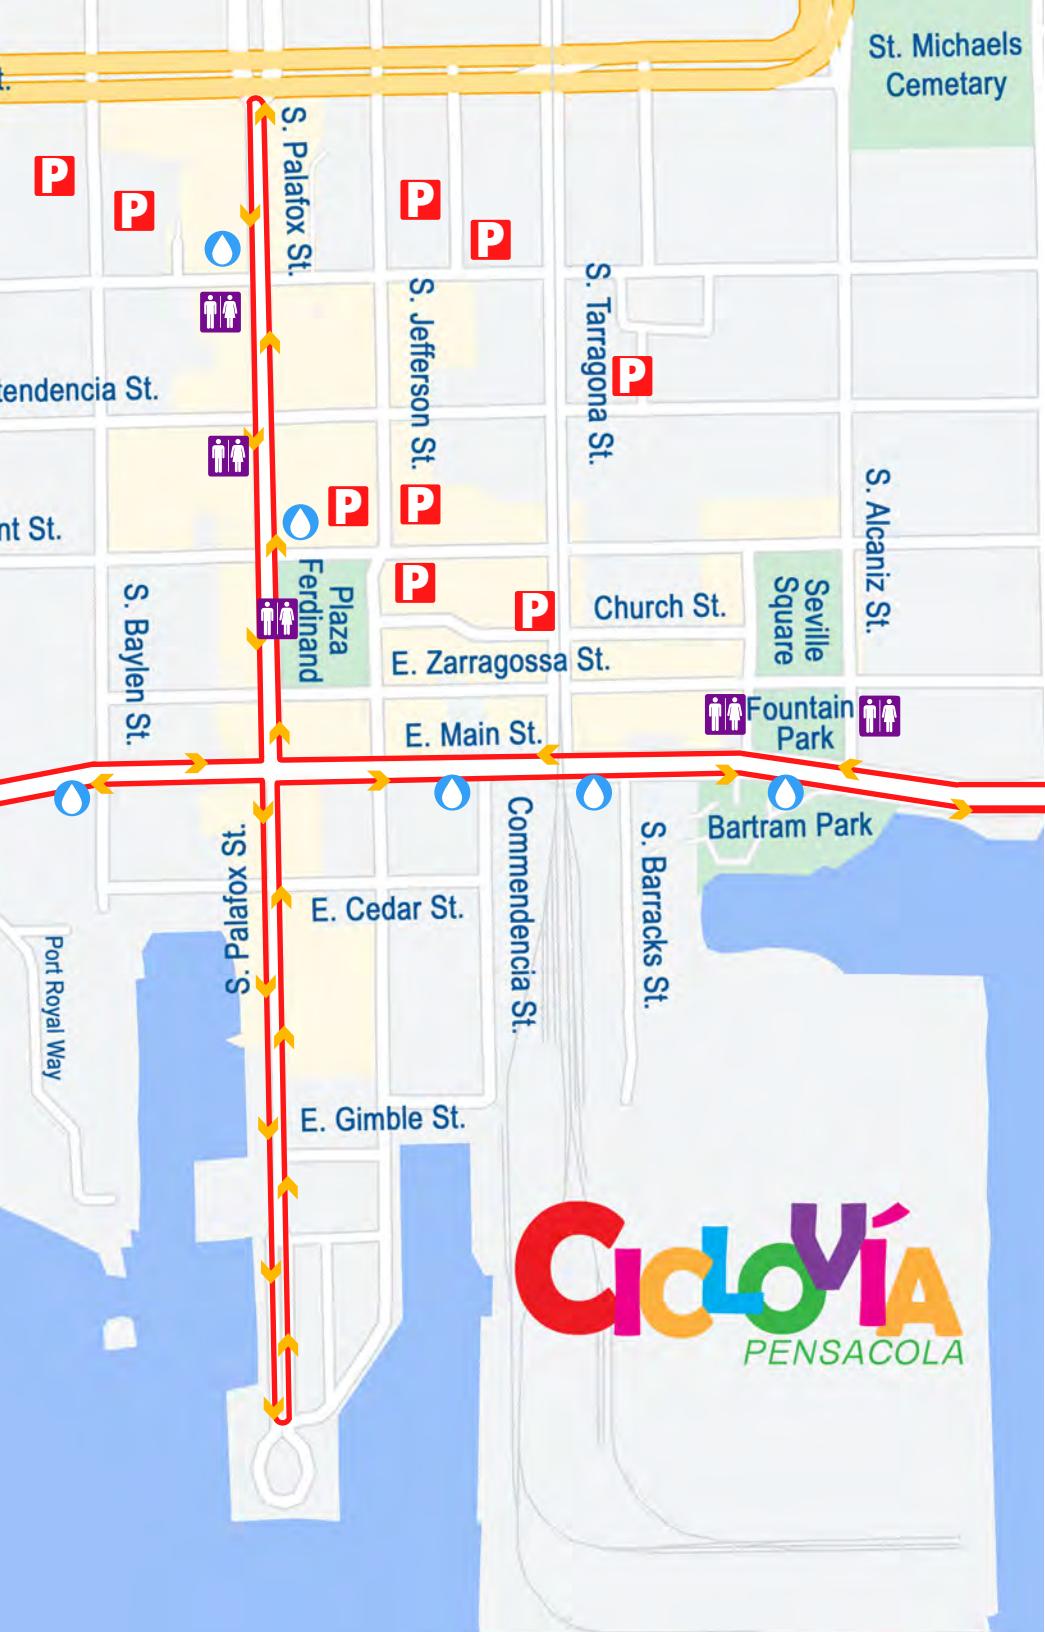 St. Michaels
Cemetary
t.
S. Palafox St.
P
P
P
P
S. Jefferson St.
S. Tarragona St.
P
tendencia St.
S. Alcaniz St.
P
P
nt St.
Plaza
Ferdinand
P
P
Church St.
Seville
Square
S. Baylen St.
E. Zarragossa St.
Fountain
Park
E. Main St.
Bartram Park
S. Palafox St.
Commendencia St.
S. Barracks St.
E. Cedar St.
Port Royal Way
E. Gimble St.
CICLOVÍA
PENSACOLA